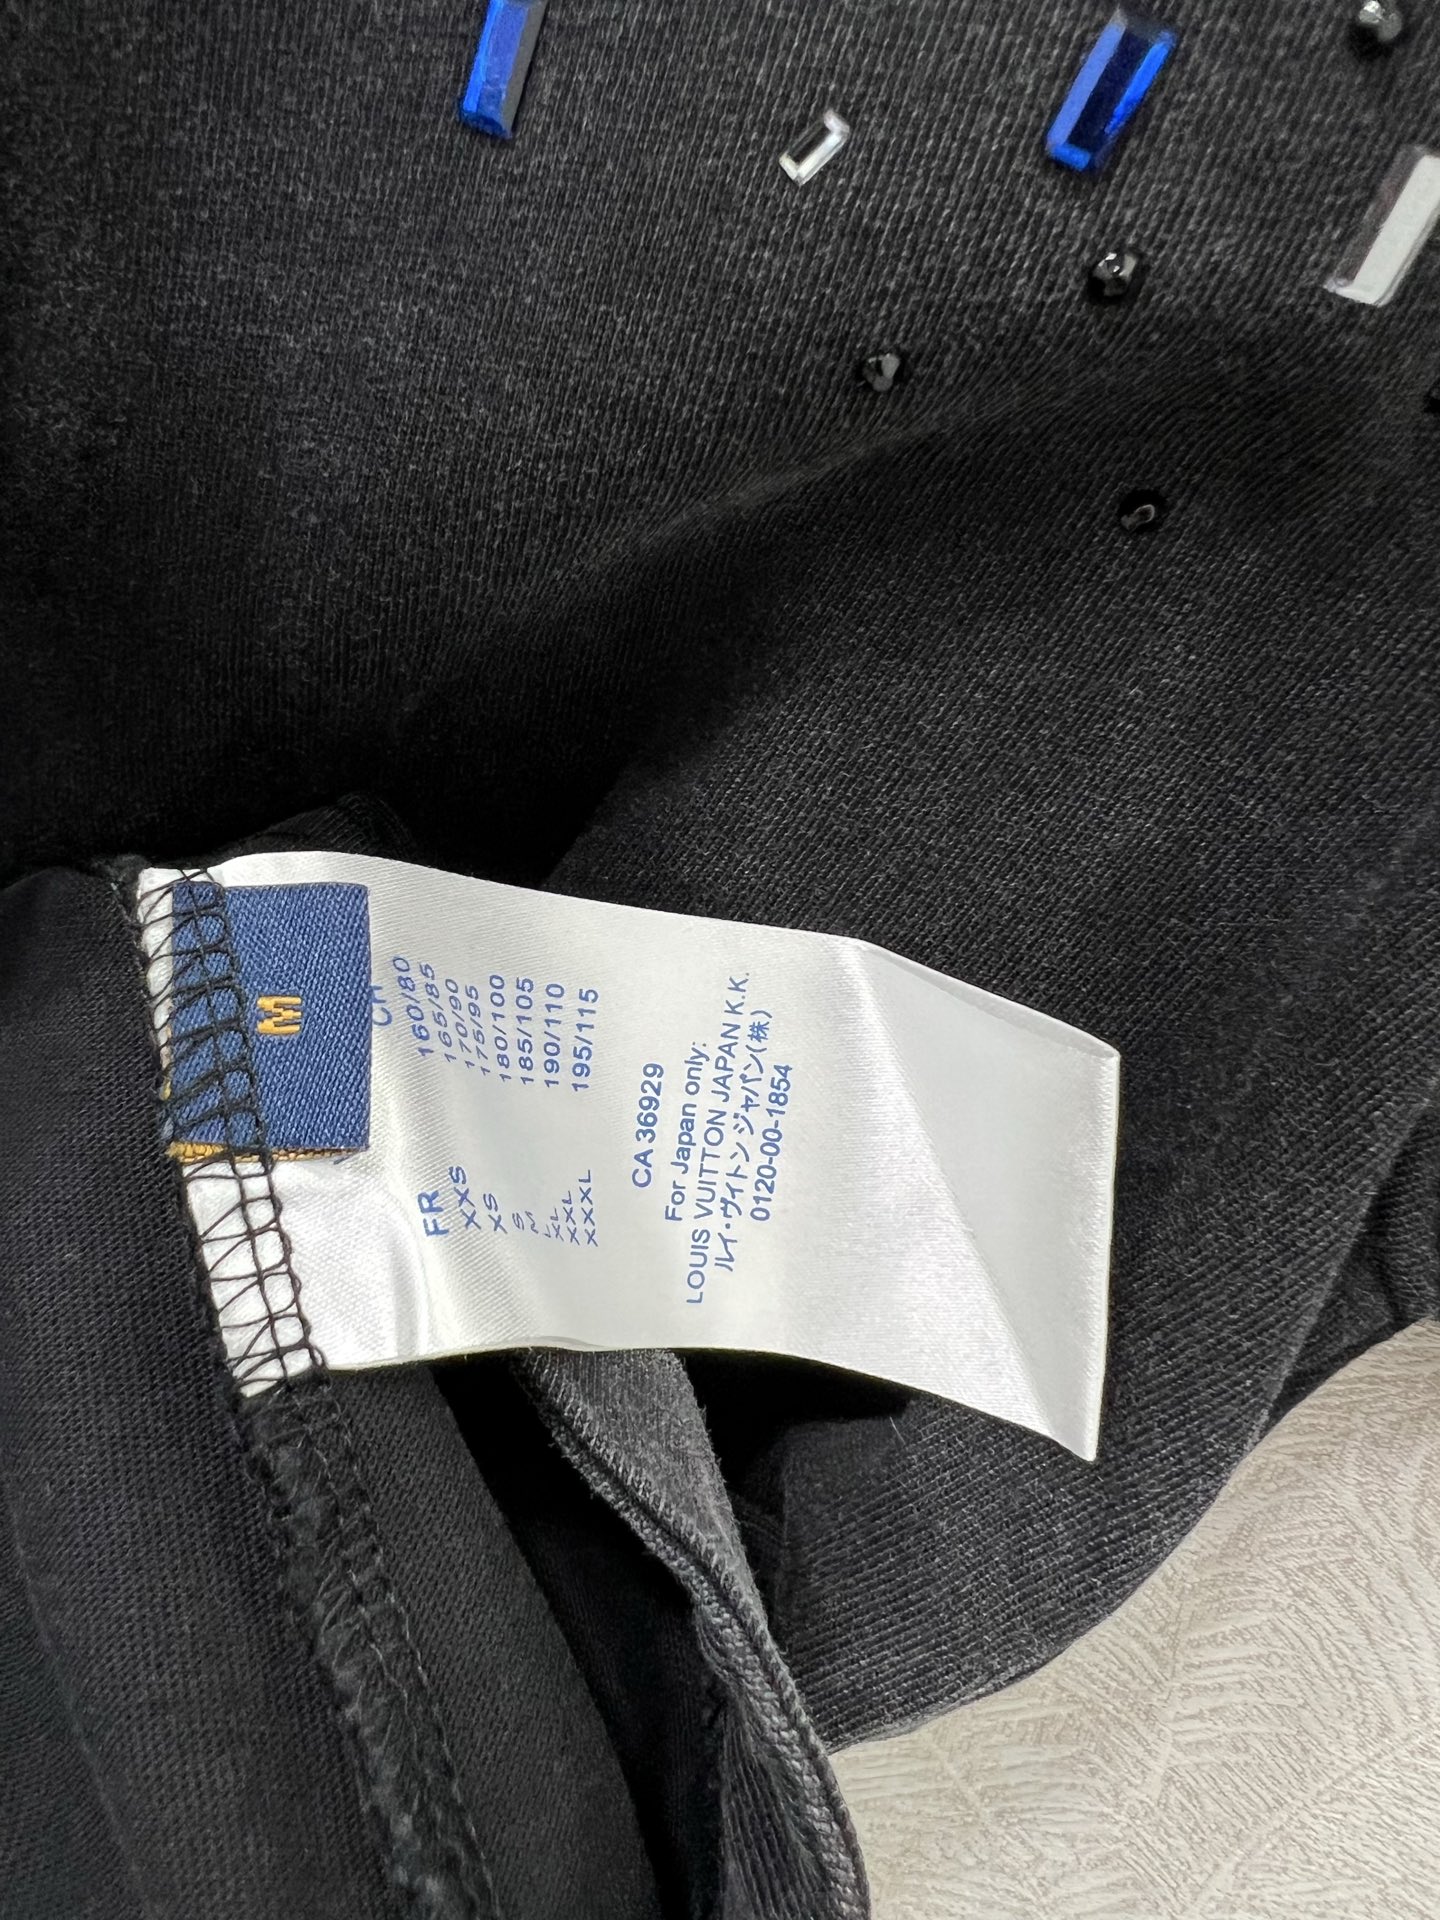 M
FR
XXS 160/80
XS 165/85
S 170/90
M 175/95
L 180/100
XL 185/105
XXL 190/110
XXXL 195/115
CA 36929
For Japan only:
LOUIS VUITTON JAPAN K.K.
ルイ・ヴィトン ジャパン(株)
0120-00-1854